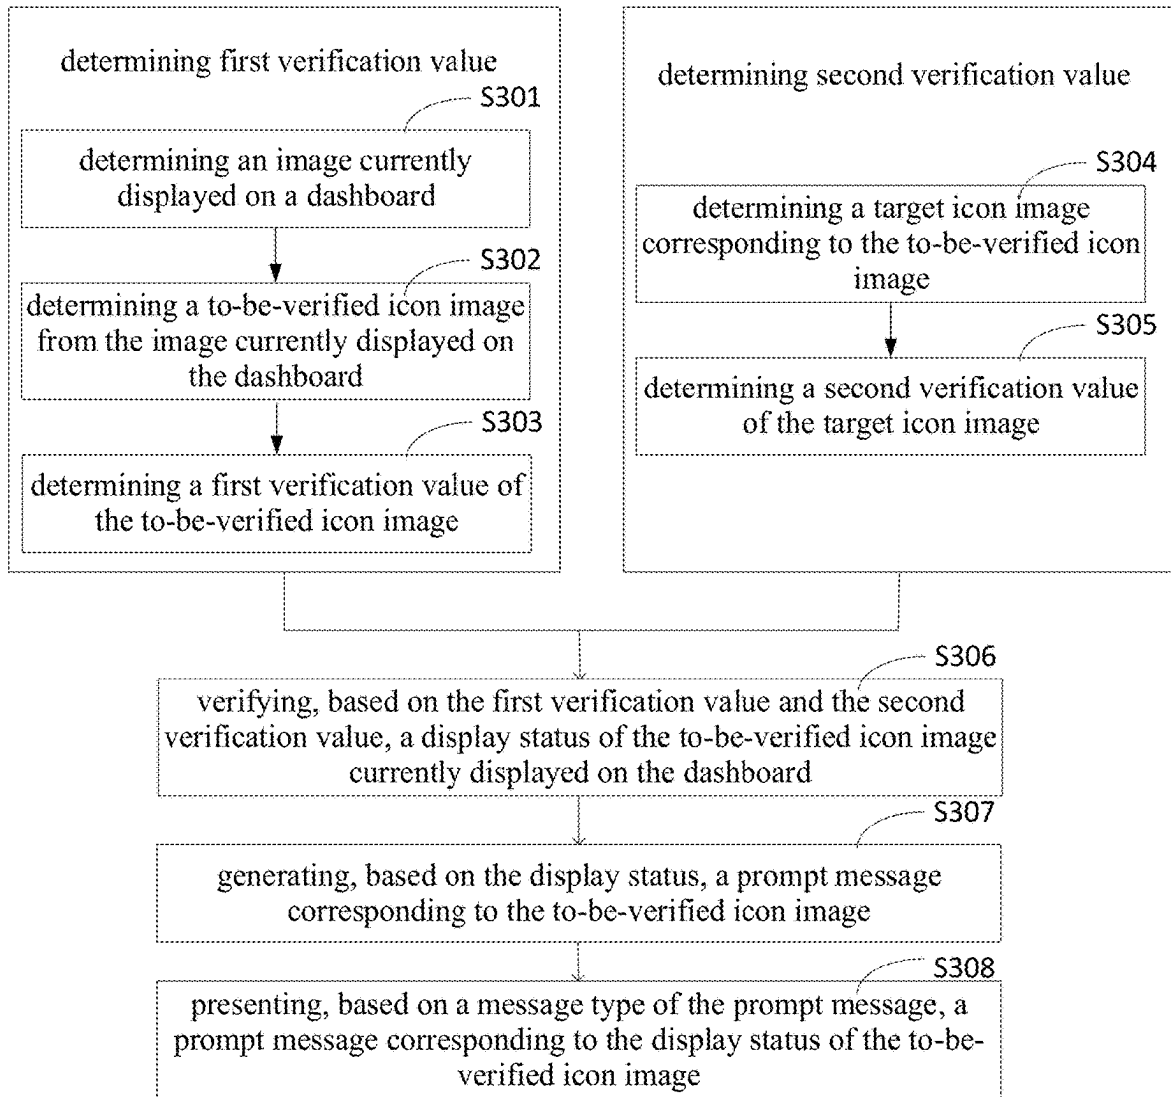 determining first verification value
S301
determining an image currently
displayed on a dashboard
S302
determining a to-be-verified icon image
from the image currently displayed on
the dashboard
S303
determining a first verification value of
the to-be-verified icon image
determining second verification value
S304
determining a target icon image
corresponding to the to-be-verified icon
image
S305
determining a second verification value
of the target icon image
S306
verifying, based on the first verification value and the second
verification value, a display status of the to-be-verified icon image
currently displayed on the dashboard
S307
generating, based on the display status, a prompt message
corresponding to the to-be-verified icon image
S308
presenting, based on a message type of the prompt message, a
prompt message corresponding to the display status of the to-be-
verified icon image